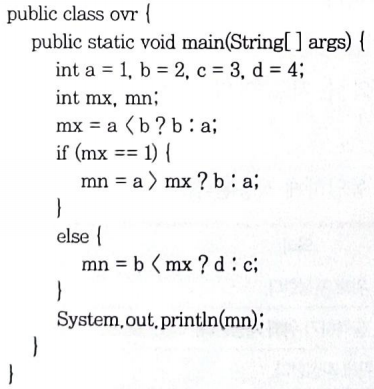 public class ovr {
public static void main(String[ ] args) {
int a = 1, b = 2, c = 3, d = 4;
int mx, mn;
mx = a < b ? b : a;
if (mx == 1) {
mn = a > mx ? b : a;
}
else {
mn = b < mx ? d : c;
}
System.out.println(mn);
}
}